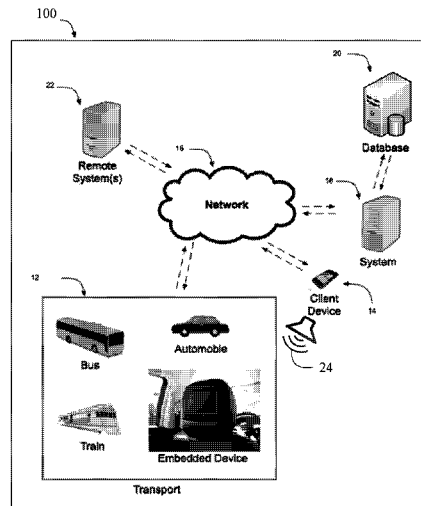 100
20
22
Remote
System(s)
16
Network
Database
18
System
Client
Device
14
24
12
Bus
Automobile
Train
Embedded Device
Transport